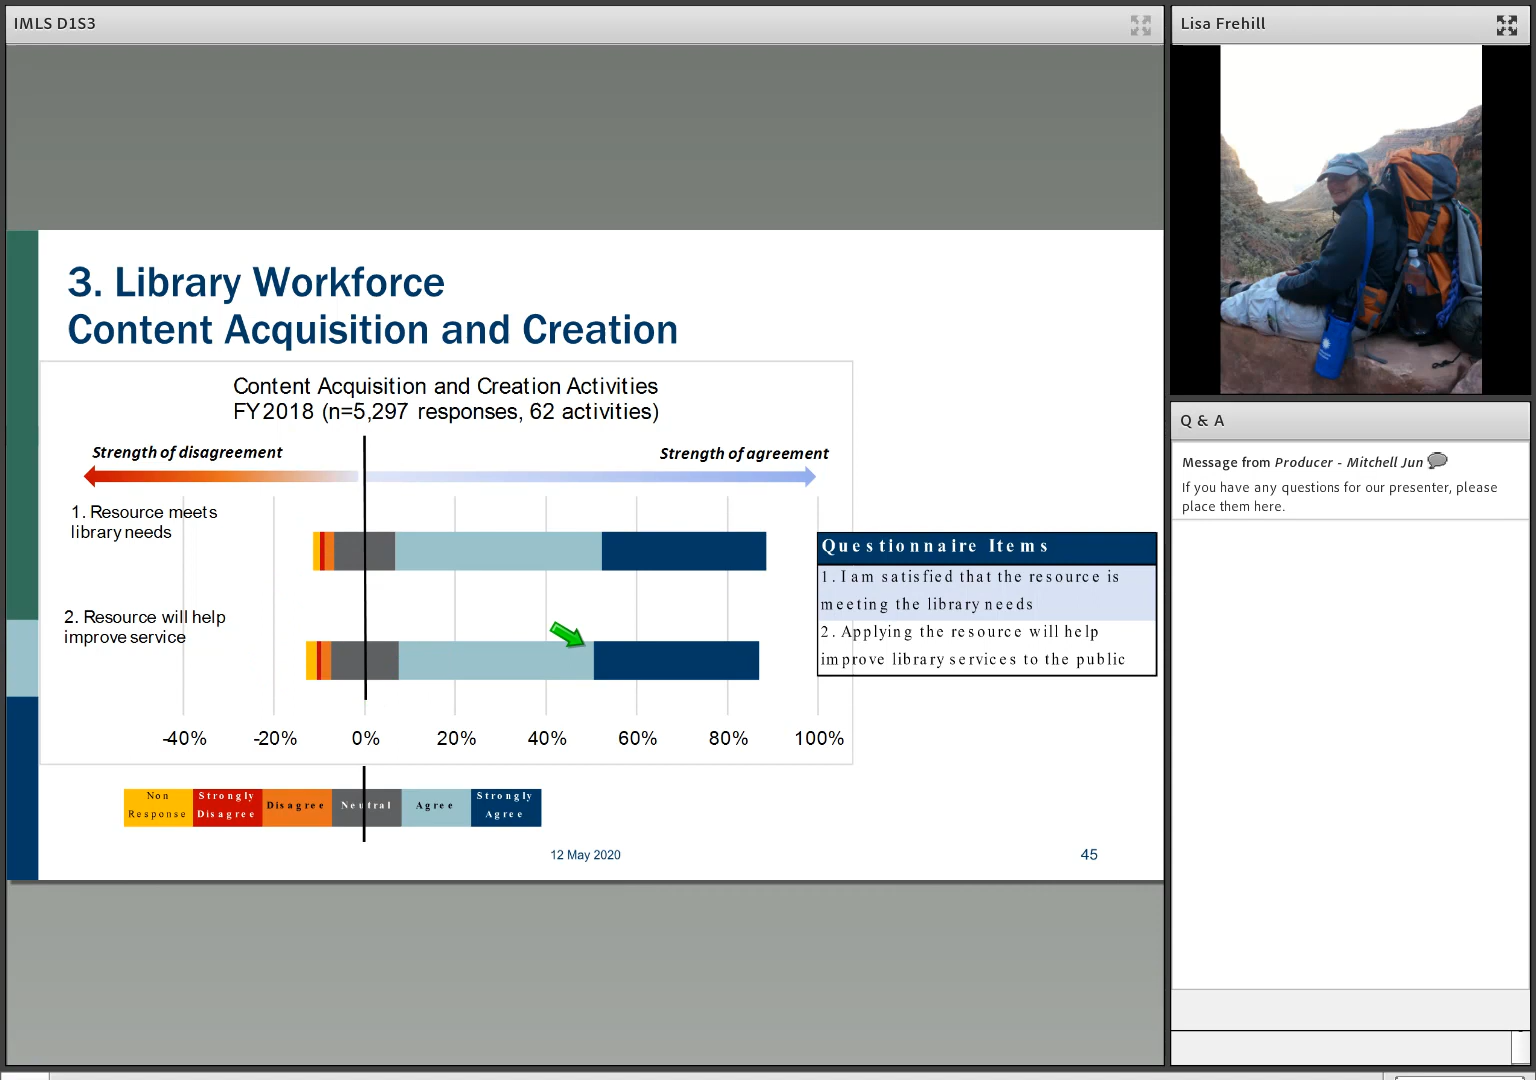 IMLS D1S3
Lisa Frehill
3. Library Workforce
Content Acquisition and Creation
Content Acquisition and Creation Activities
FY2018 (n=5,297 responses, 62 activities)
Strength of disagreement
Strength of agreement
1. Resource meets
library needs
2. Resource will help
improve service
-40%
-20%
0%
20%
40%
60%
80%
100%
Questionnaire Items
1. I am satisfied that the resource is
meeting the library needs
2. Applying the resource will help
improve library services to the public
Non
Response
Strongly
Disagree
Disagree
Neutral
Agree
Strongly
Agree
12 May 2020
45
Q & A
Message from Producer - Mitchell Jun
If you have any questions for our presenter, please
place them here.